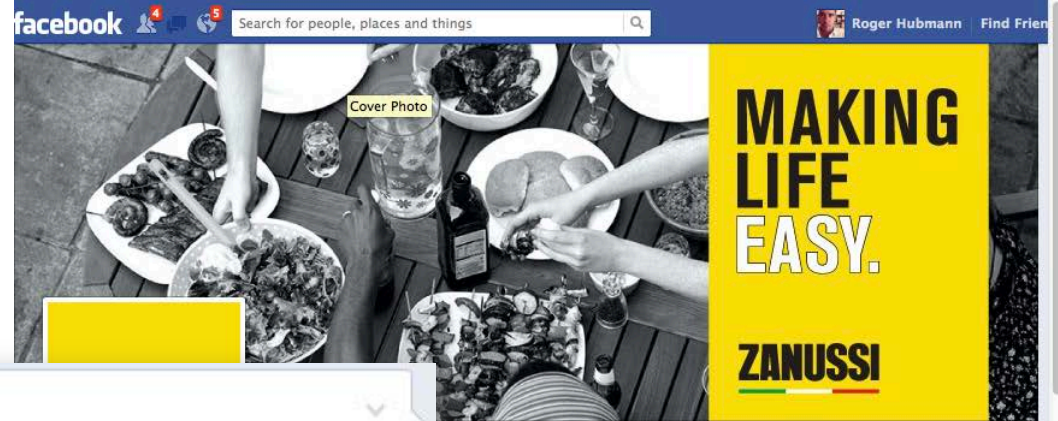 facebook 4 5 Search for people, places and things Roger Hubmann Find Frien
Cover Photo
MAKING
LIFE
EASY.
ZANUSSI